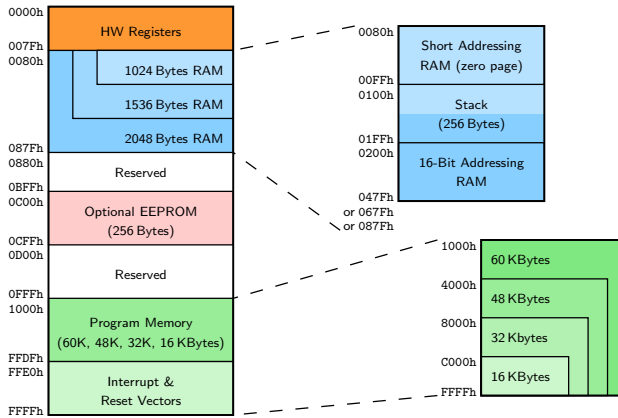 0000h
HW Registers
007Fh
0080h
1024 Bytes RAM
1536 Bytes RAM
2048 Bytes RAM
087Fh
0880h
Reserved
0BFFh
0C00h
Optional EEPROM
(256 Bytes)
0CFFh
0D00h
Reserved
0FFFh
1000h
Program Memory
(60K, 48K, 32K, 16 KBytes)
FFDFh
FFE0h
Interrupt &
Reset Vectors
FFFFh
0080h
Short Addressing
RAM (zero page)
00FFh
0100h
Stack
(256 Bytes)
01FFh
0200h
16-Bit Addressing
RAM
047Fh
or 067Fh
or 087Fh
1000h
60 KBytes
4000h
48 KBytes
8000h
32 Kbytes
C000h
16 KBytes
FFFFh